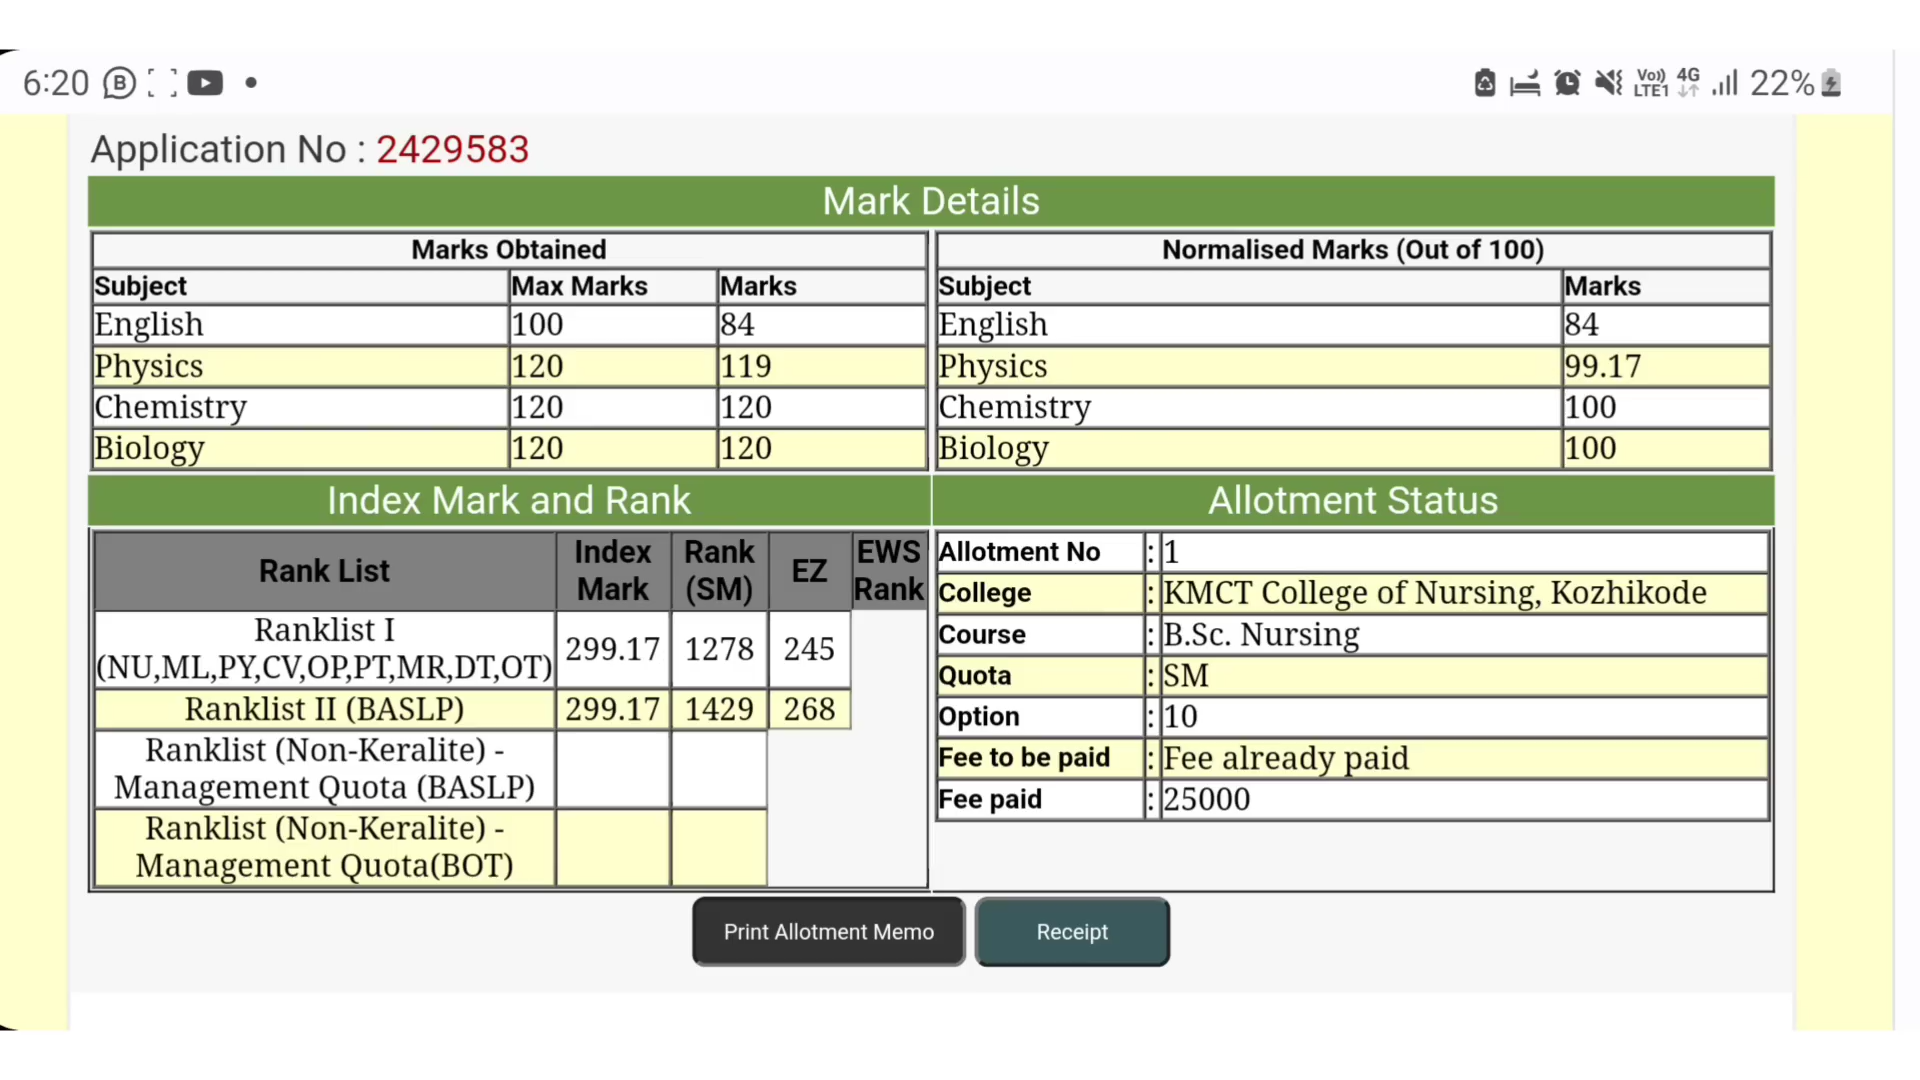 6:20
Vo)) 4G
LTE1
22%
Application No : 2429583
Mark Details
Marks Obtained
Subject Max Marks Marks
English 100 84
Physics 120 119
Chemistry 120 120
Biology 120 120
Normalised Marks (Out of 100)
Subject Marks
English 84
Physics 99.17
Chemistry 100
Biology 100
Index Mark and Rank
Rank List Index Mark Rank (SM) EZ EWS Rank
Ranklist I
(NU,ML,PY,CV,OP,PT,MR,DT,OT) 299.17 1278 245
Ranklist II (BASLP) 299.17 1429 268
Ranklist (Non-Keralite) -
Management Quota (BASLP)
Ranklist (Non-Keralite) -
Management Quota(BOT)
Allotment Status
Allotment No : 1
College : KMCT College of Nursing, Kozhikode
Course : B.Sc. Nursing
Quota : SM
Option : 10
Fee to be paid : Fee already paid
Fee paid : 25000
Print Allotment Memo
Receipt